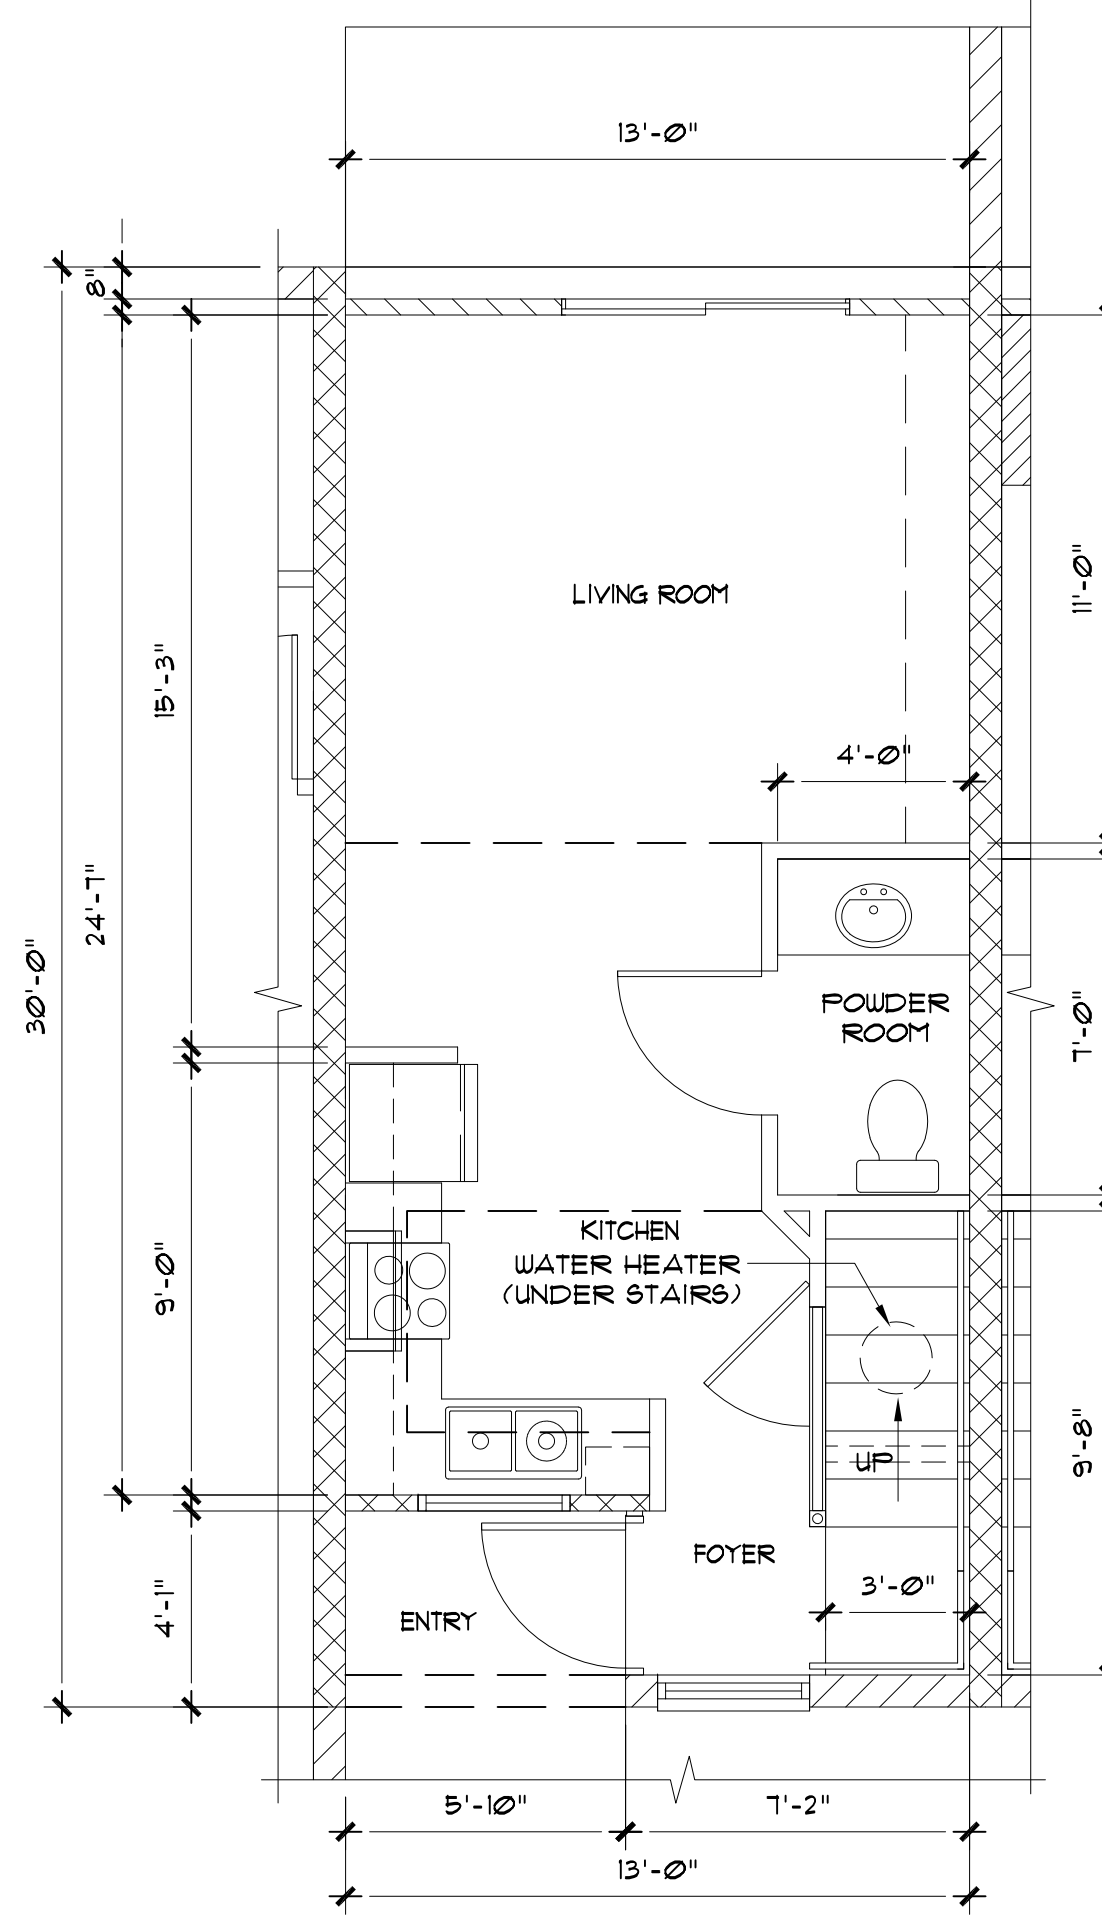 13'-0"
8"
LIVING ROOM
11'-0"
15'-3"
4'-0"
24'-7"
30'-0"
POWDER
ROOM
7'-0"
KITCHEN
WATER HEATER
(UNDER STAIRS)
9'-0"
9'-8"
UP
FOYER
3'-0"
4'-1"
ENTRY
5'-10"
7'-2"
13'-0"